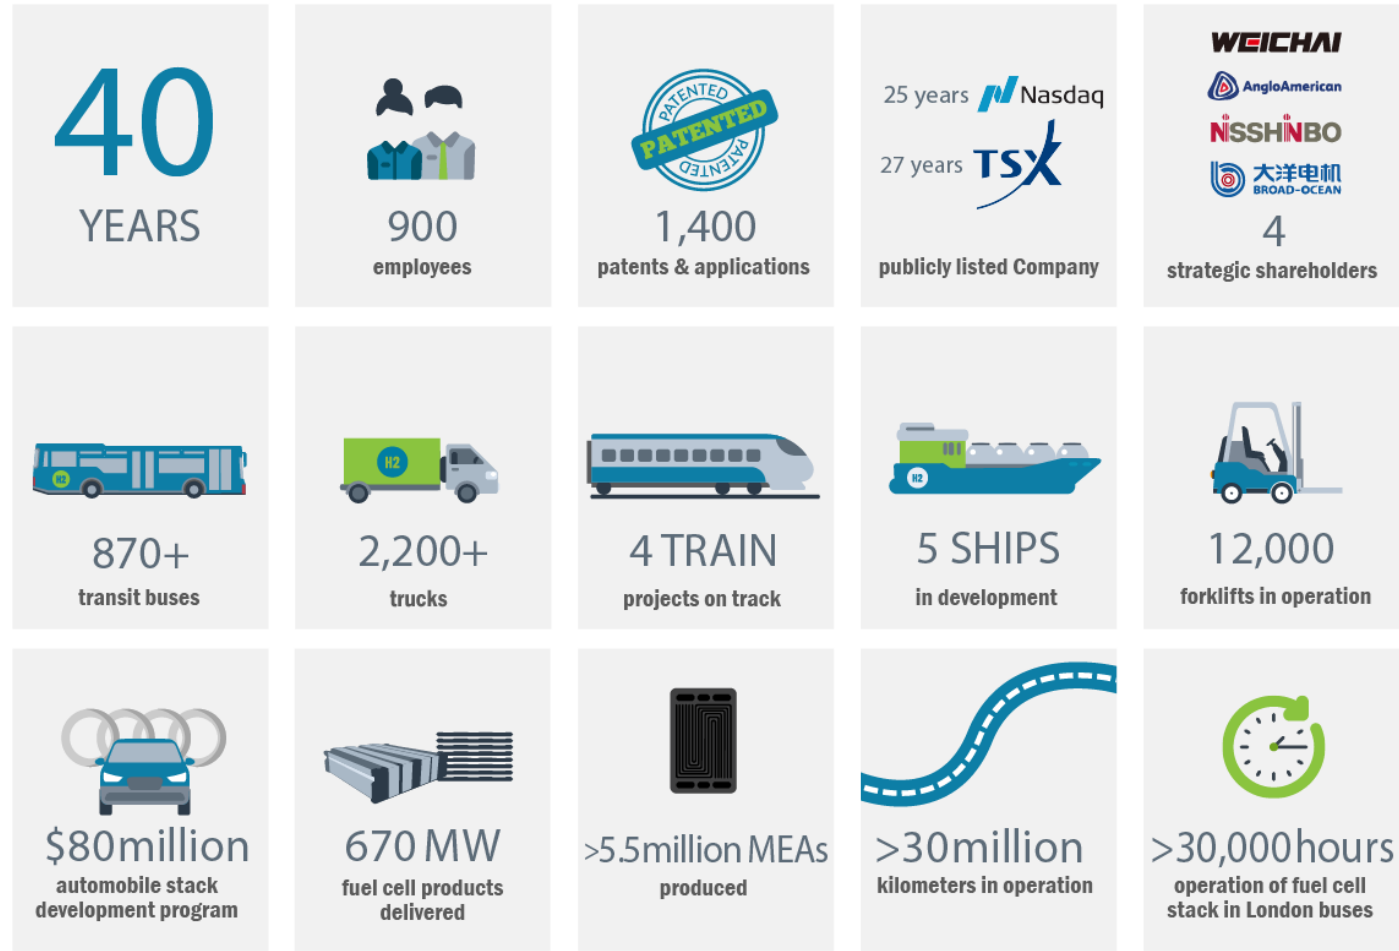 40
YEARS
900
employees
PATENTED
PATENTED
PATENTED
1,400
patents & applications
25 years Nasdaq
27 years TSX
publicly listed Company
WEICHAI
AngloAmerican
NISSHINBO
大洋电机
BROAD-OCEAN
4
strategic shareholders
H2
870+
transit buses
H2
2,200+
trucks
4 TRAIN
projects on track
H2
5 SHIPS
in development
12,000
forklifts in operation
$80million
automobile stack
development program
670 MW
fuel cell products
delivered
>5.5million MEAs
produced
>30million
kilometers in operation
>30,000hours
operation of fuel cell
stack in London buses